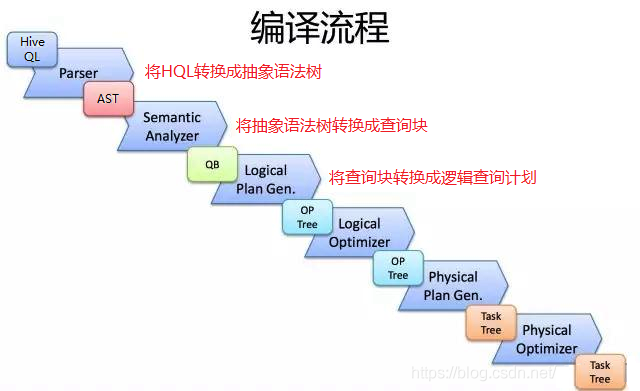 编译流程
Hive
QL
Parser
将HQL转换成抽象语法树
AST
Semantic
Analyzer
将抽象语法树转换成查询块
QB
Logical
Plan Gen.
将查询块转换成逻辑查询计划
OP
Tree
Logical
Optimizer
OP
Tree
Physical
Plan Gen.
Task
Tree
Physical
Optimizer
Task
Tree
https://blog.csdn.net/